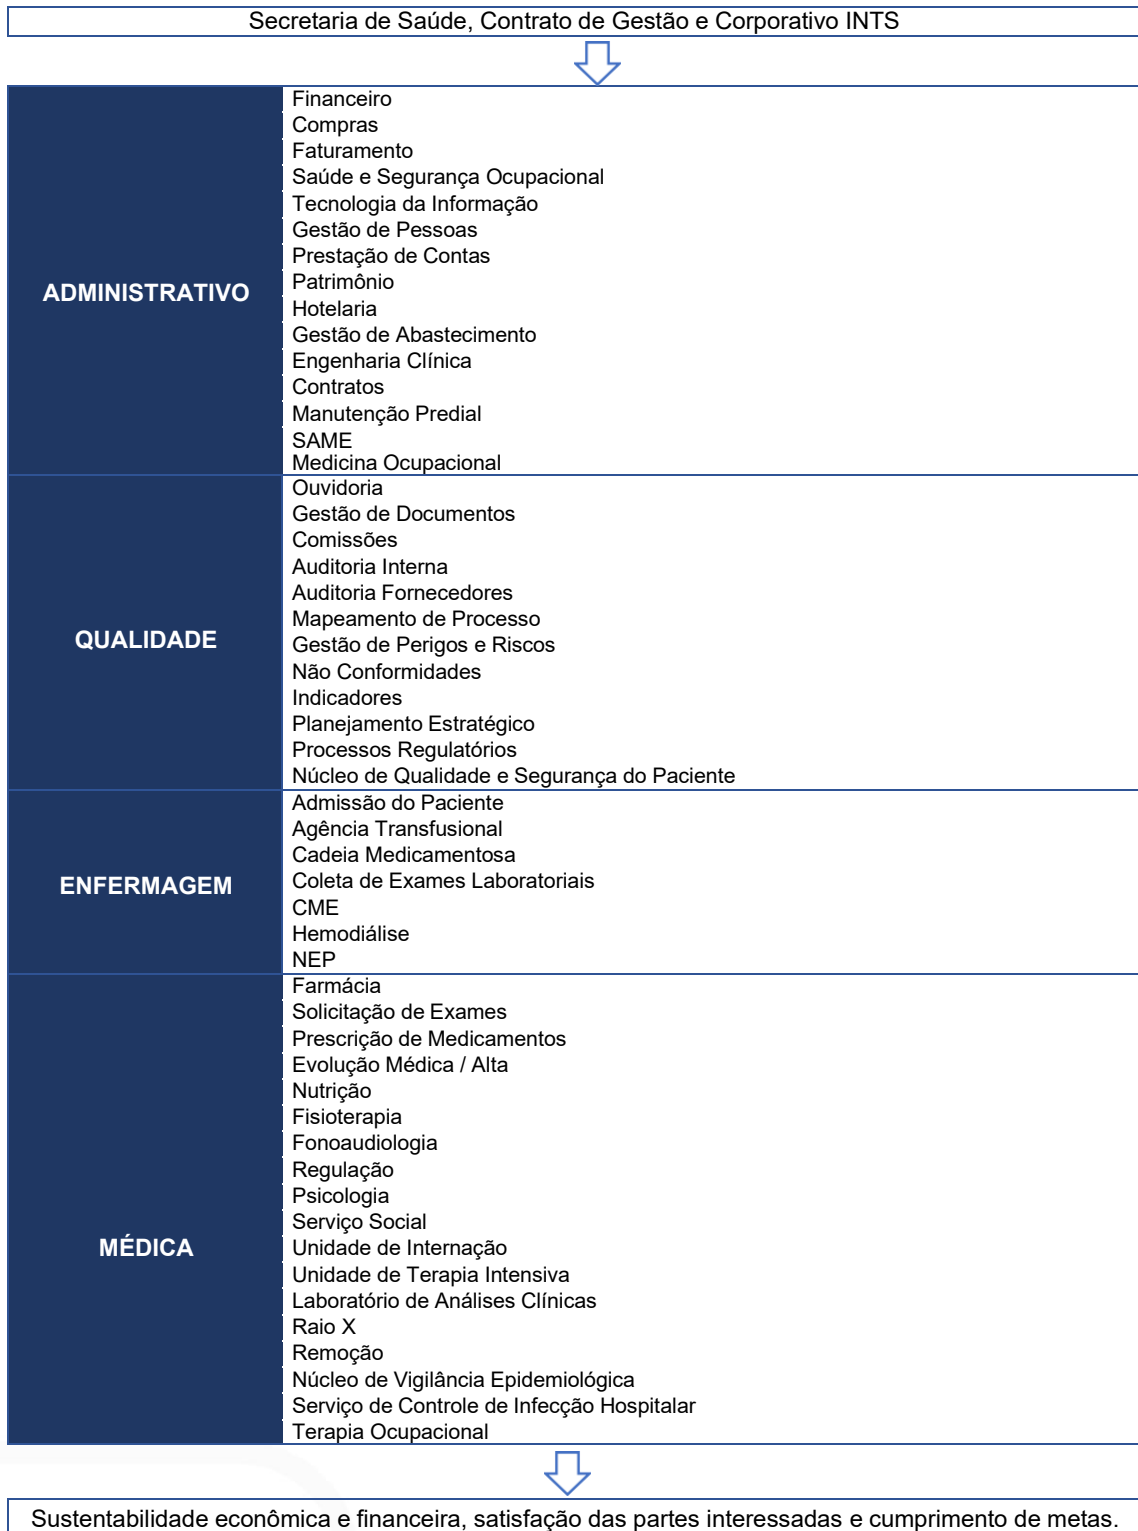 Secretaria de Saúde, Contrato de Gestão e Corporativo INTS
ADMINISTRATIVO
Financeiro
Compras
Faturamento
Saúde e Segurança Ocupacional
Tecnologia da Informação
Gestão de Pessoas
Prestação de Contas
Patrimônio
Hotelaria
Gestão de Abastecimento
Engenharia Clínica
Contratos
Manutenção Predial
SAME
Medicina Ocupacional
QUALIDADE
Ouvidoria
Gestão de Documentos
Comissões
Auditoria Interna
Auditoria Fornecedores
Mapeamento de Processo
Gestão de Perigos e Riscos
Não Conformidades
Indicadores
Planejamento Estratégico
Processos Regulatórios
Núcleo de Qualidade e Segurança do Paciente
ENFERMAGEM
Admissão do Paciente
Agência Transfusional
Cadeia Medicamentosa
Coleta de Exames Laboratoriais
CME
Hemodiálise
NEP
MÉDICA
Farmácia
Solicitação de Exames
Prescrição de Medicamentos
Evolução Médica / Alta
Nutrição
Fisioterapia
Fonoaudiologia
Regulação
Psicologia
Serviço Social
Unidade de Internação
Unidade de Terapia Intensiva
Laboratório de Análises Clínicas
Raio X
Remoção
Núcleo de Vigilância Epidemiológica
Serviço de Controle de Infecção Hospitalar
Terapia Ocupacional
Sustentabilidade econômica e financeira, satisfação das partes interessadas e cumprimento de metas.